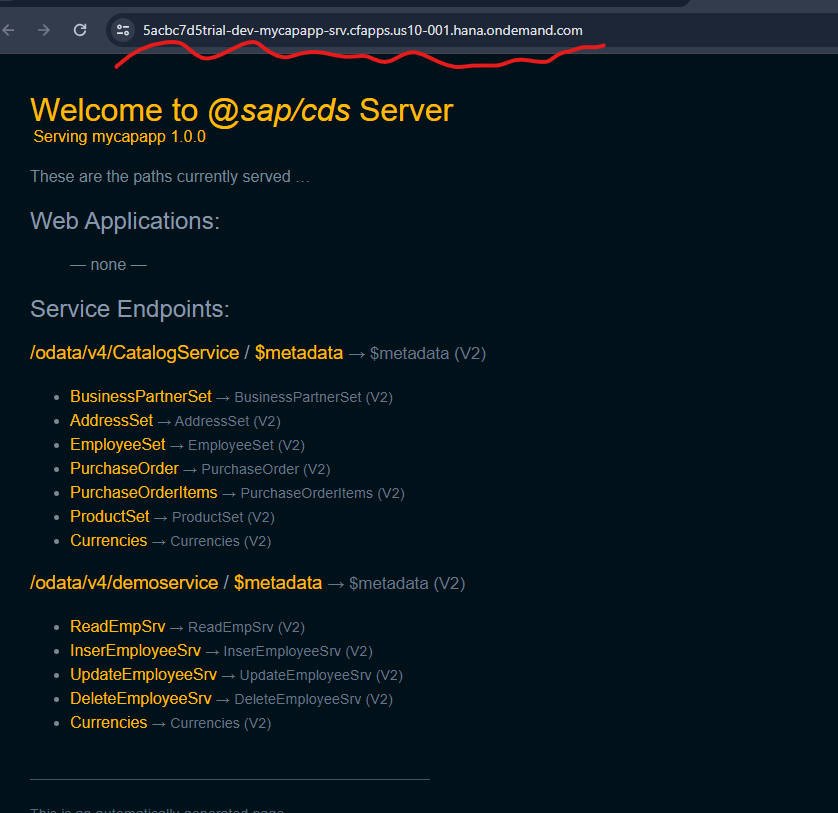 5acbc7d5trial-dev-mycapapp-srv.cfapps.us10-001.hana.ondemand.com
Welcome to @sap/cds Server
Serving mycapapp 1.0.0
These are the paths currently served …
Web Applications:
— none —
Service Endpoints:
/odata/v4/CatalogService / $metadata → $metadata (V2)
• BusinessPartnerSet → BusinessPartnerSet (V2)
• AddressSet → AddressSet (V2)
• EmployeeSet → EmployeeSet (V2)
• PurchaseOrder → PurchaseOrder (V2)
• PurchaseOrderItems → PurchaseOrderItems (V2)
• ProductSet → ProductSet (V2)
• Currencies → Currencies (V2)
/odata/v4/demoservice / $metadata → $metadata (V2)
• ReadEmpSrv → ReadEmpSrv (V2)
• InserEmployeeSrv → InserEmployeeSrv (V2)
• UpdateEmployeeSrv → UpdateEmployeeSrv (V2)
• DeleteEmployeeSrv → DeleteEmployeeSrv (V2)
• Currencies → Currencies (V2)
This is an automatically generated page.